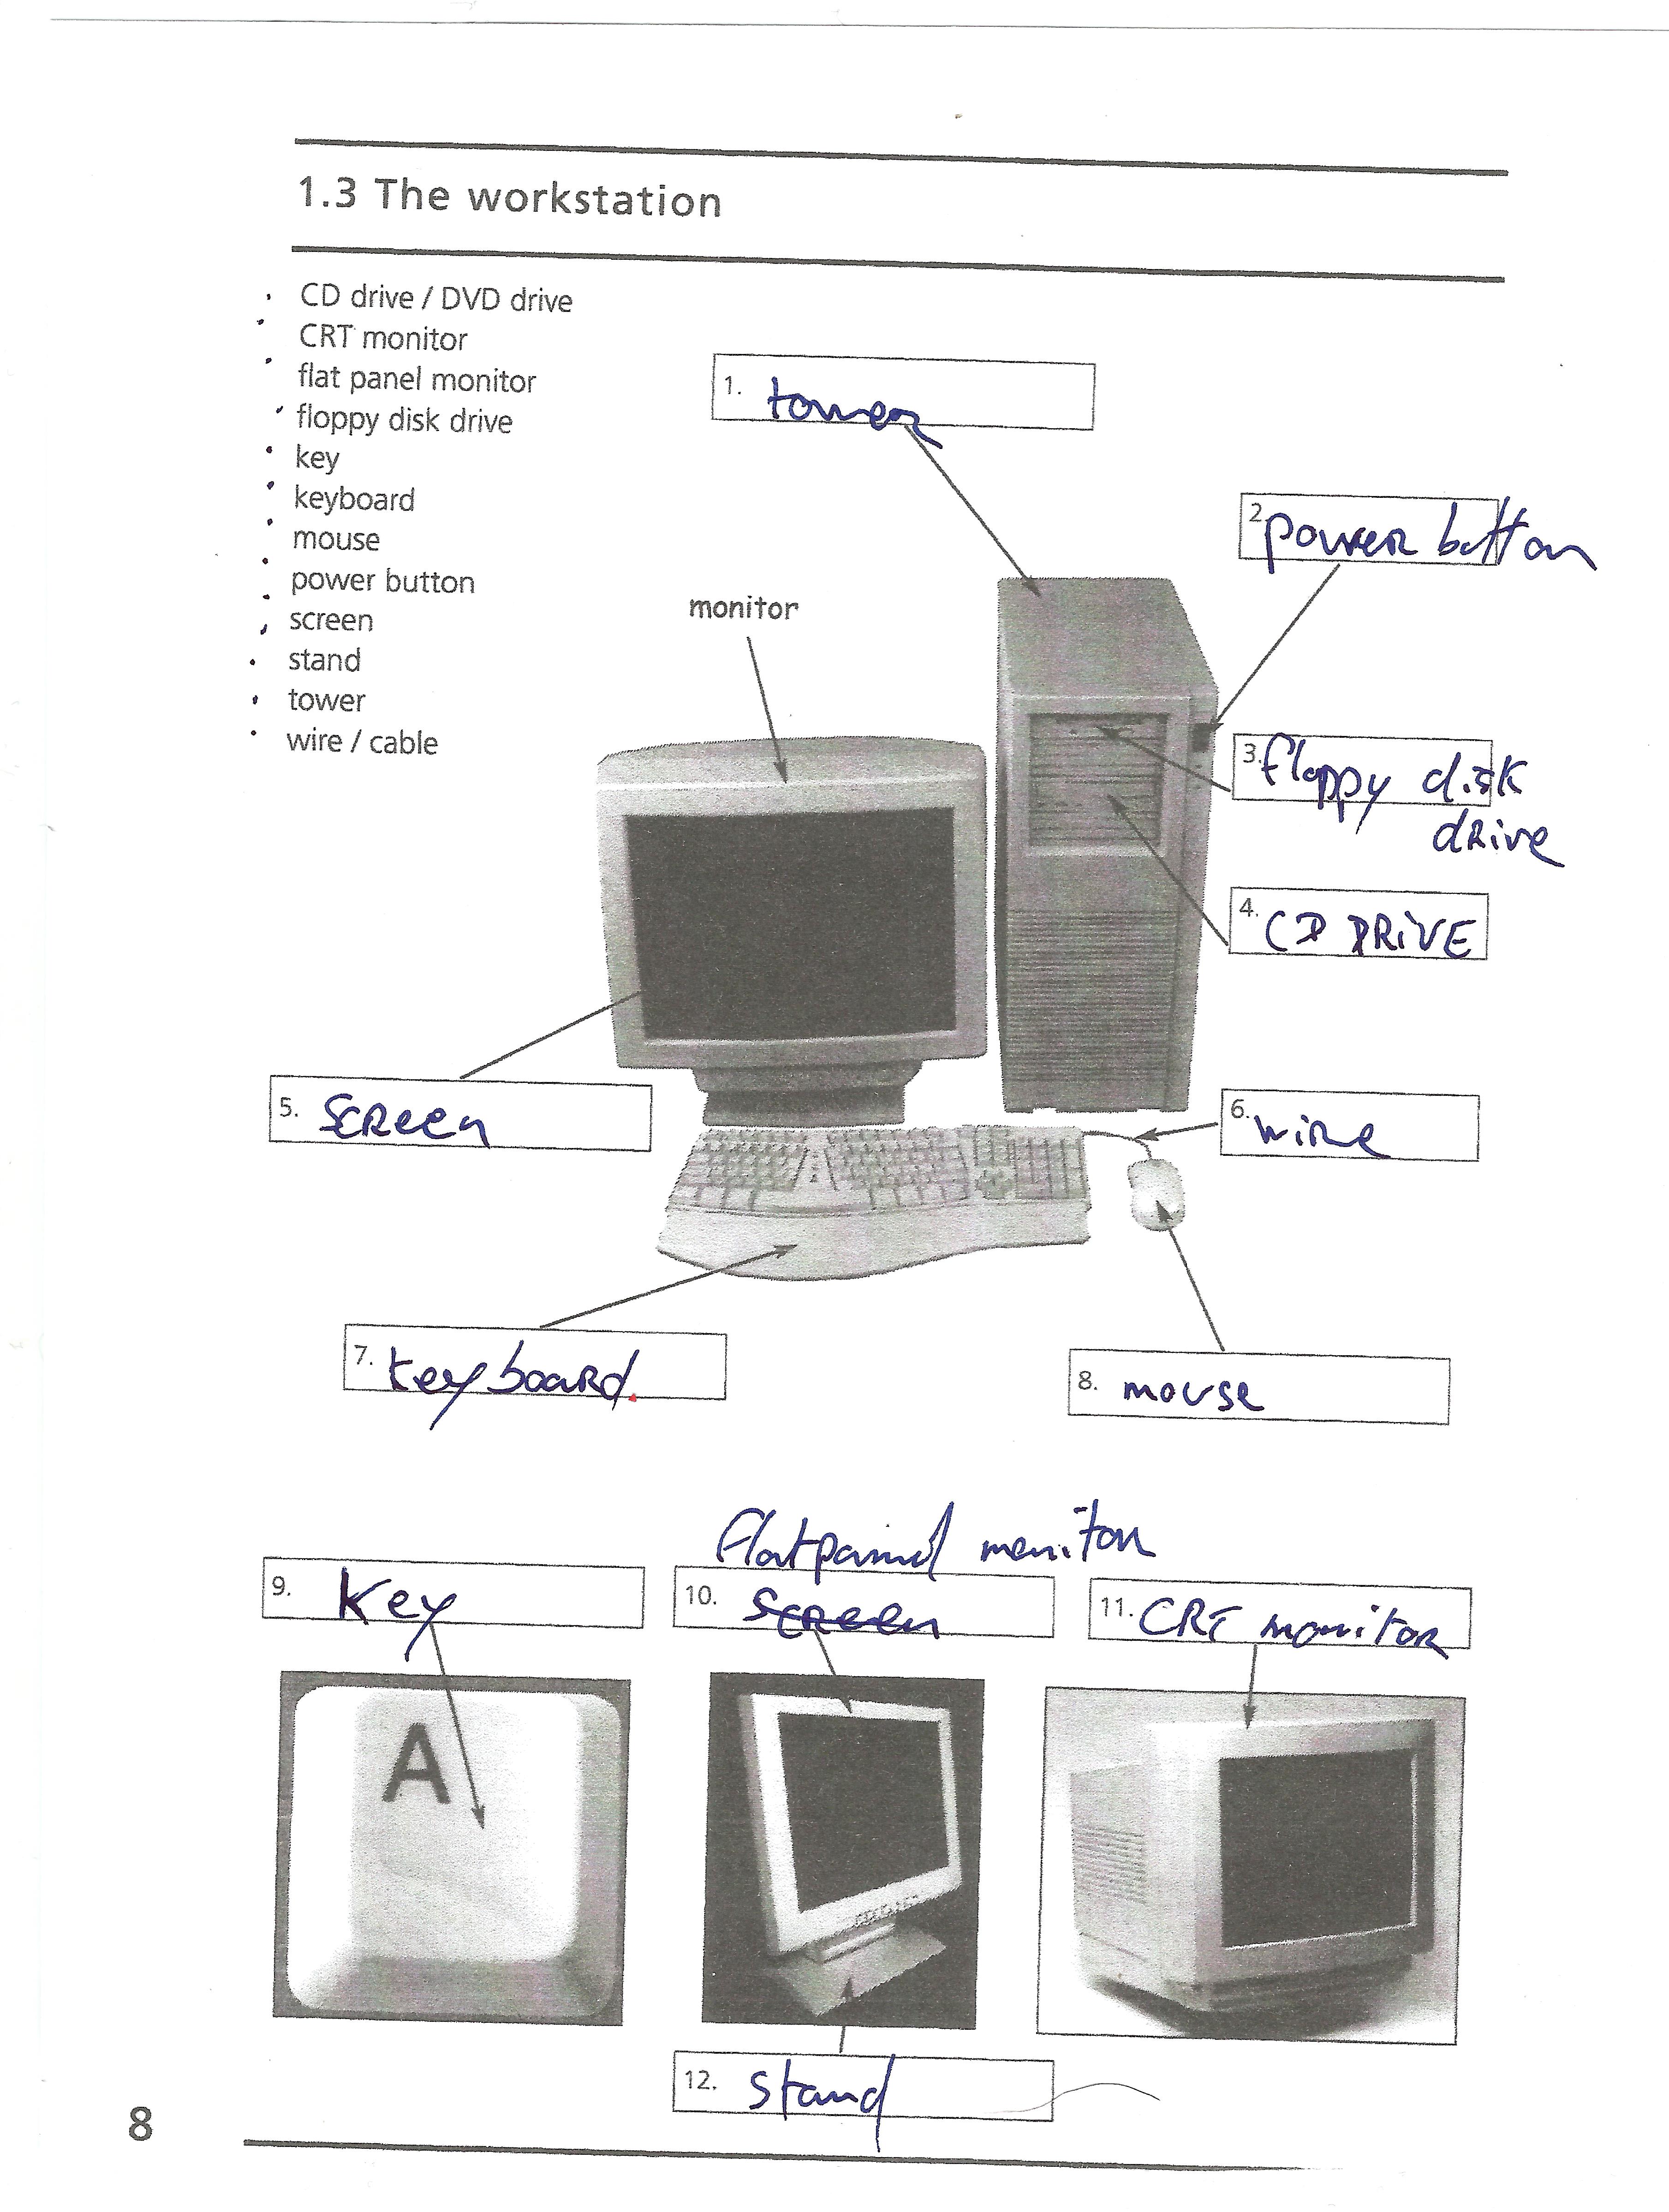 1.3 The workstation
CD drive / DVD drive
CRT monitor
flat panel monitor
floppy disk drive
key
keyboard
mouse
power button
screen
stand
tower
wire / cable
1. tower
2. power button
monitor
3. floppy disk
drive
4. CD DRIVE
5. screen
6. wire
7. keyboard
8. mouse
Flat pannel monitor
9. Key
10. screen
11. CRT monitor
A
12. stand
8